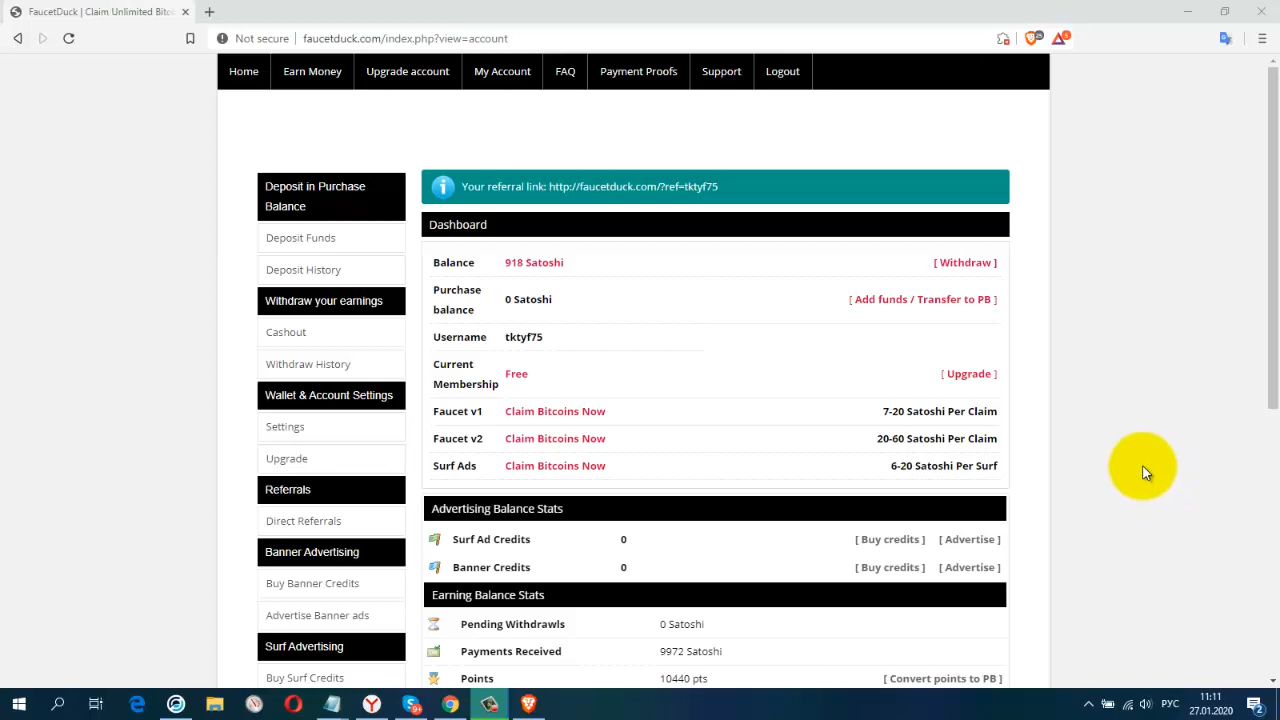 FaucetDuck | Claim Unlimited Bitcoi
Not secure | faucetduck.com/index.php?view=account
Home Earn Money Upgrade account My Account FAQ Payment Proofs Support Logout
Your referral link: http://faucetduck.com/?ref=tktyf75
Deposit in Purchase
Balance
Deposit Funds
Deposit History
Withdraw your earnings
Cashout
Withdraw History
Wallet & Account Settings
Settings
Upgrade
Referrals
Direct Referrals
Banner Advertising
Buy Banner Credits
Advertise Banner ads
Surf Advertising
Buy Surf Credits
Dashboard
Balance 918 Satoshi [ Withdraw ]
Purchase
balance 0 Satoshi [ Add funds / Transfer to PB ]
Username tktyf75
Current
Membership Free [ Upgrade ]
Faucet v1 Claim Bitcoins Now 7-20 Satoshi Per Claim
Faucet v2 Claim Bitcoins Now 20-60 Satoshi Per Claim
Surf Ads Claim Bitcoins Now 6-20 Satoshi Per Surf
Advertising Balance Stats
Surf Ad Credits 0 [ Buy credits ] [ Advertise ]
Banner Credits 0 [ Buy credits ] [ Advertise ]
Earning Balance Stats
Pending Withdrawls 0 Satoshi
Payments Received 9972 Satoshi
Points 10440 pts [ Convert points to PB ]
РУС
11:11
27.01.2020
2